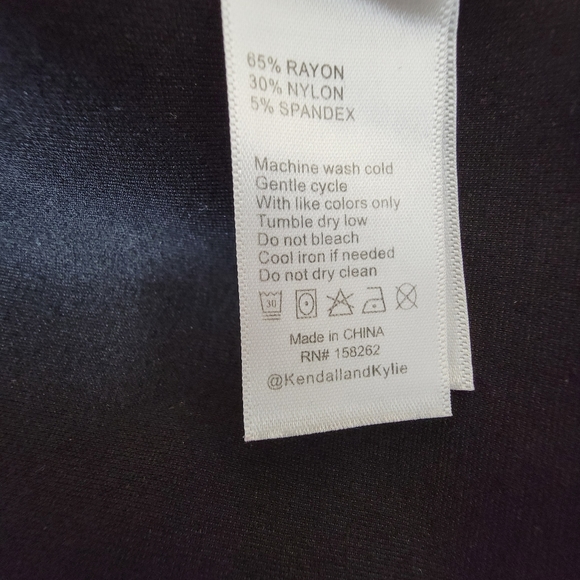 65% RAYON
30% NYLON
5% SPANDEX
Machine wash cold
Gentle cycle
With like colors only
Tumble dry low
Do not bleach
Cool iron if needed
Do not dry clean
30
Made in CHINA
RN# 158262
@KendallandKylie